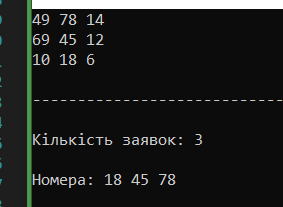 49 78 14
69 45 12
10 18 6
-----------------------------
Кількість заявок: 3
Номера: 18 45 78